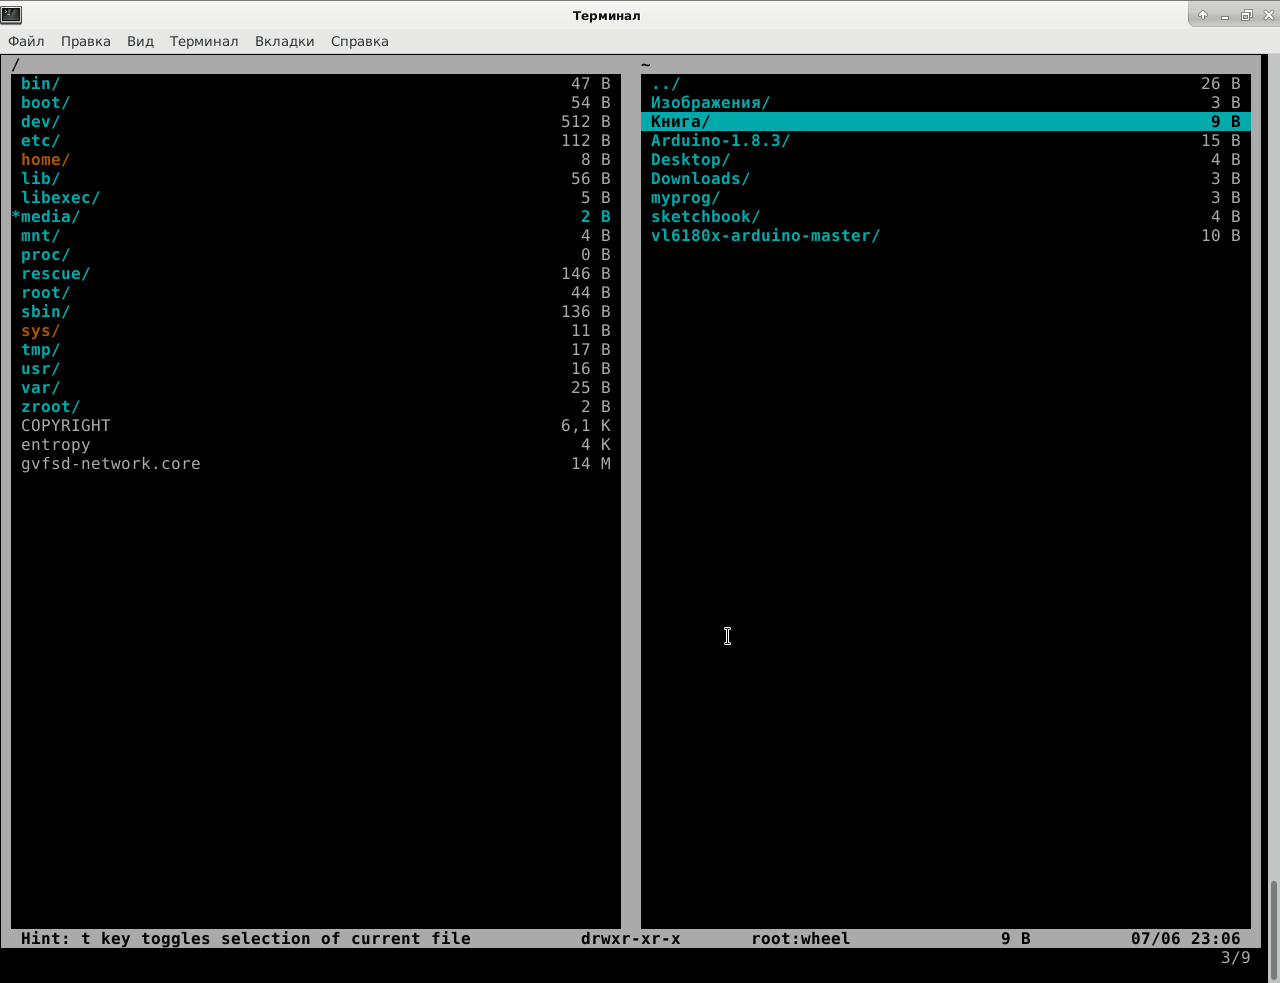 Терминал
Файл Правка Вид Терминал Вкладки Справка
/
bin/ 47 B
boot/ 54 B
dev/ 512 B
etc/ 112 B
home/ 8 B
lib/ 56 B
libexec/ 5 B
*media/ 2 B
mnt/ 4 B
proc/ 0 B
rescue/ 146 B
root/ 44 B
sbin/ 136 B
sys/ 11 B
tmp/ 17 B
usr/ 16 B
var/ 25 B
zroot/ 2 B
COPYRIGHT 6,1 K
entropy 4 K
gvfsd-network.core 14 M
~
../ 26 B
Изображения/ 3 B
Книга/ 9 B
Arduino-1.8.3/ 15 B
Desktop/ 4 B
Downloads/ 3 B
myprog/ 3 B
sketchbook/ 4 B
vl6180x-arduino-master/ 10 B
Hint: t key toggles selection of current file drwxr-xr-x root:wheel 9 B 07/06 23:06
3/9